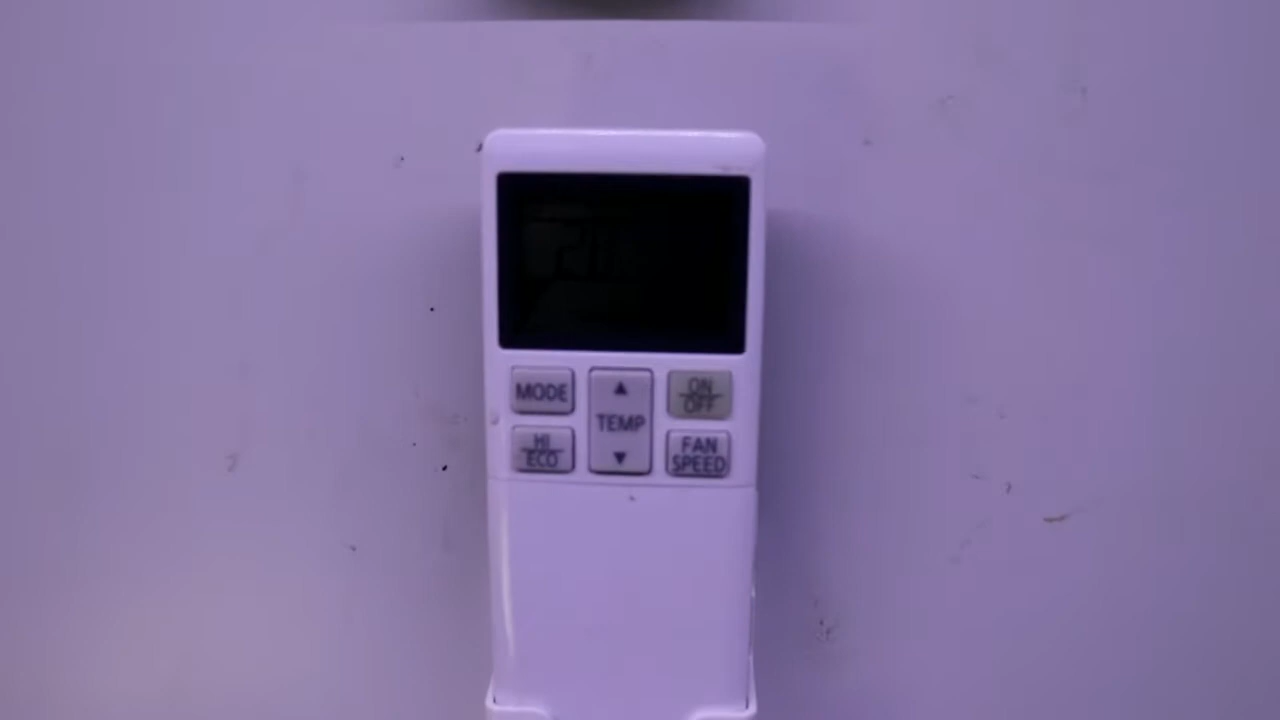 MODE
▲
TEMP
▼
ON
OFF
HI
ECO
FAN
SPEED